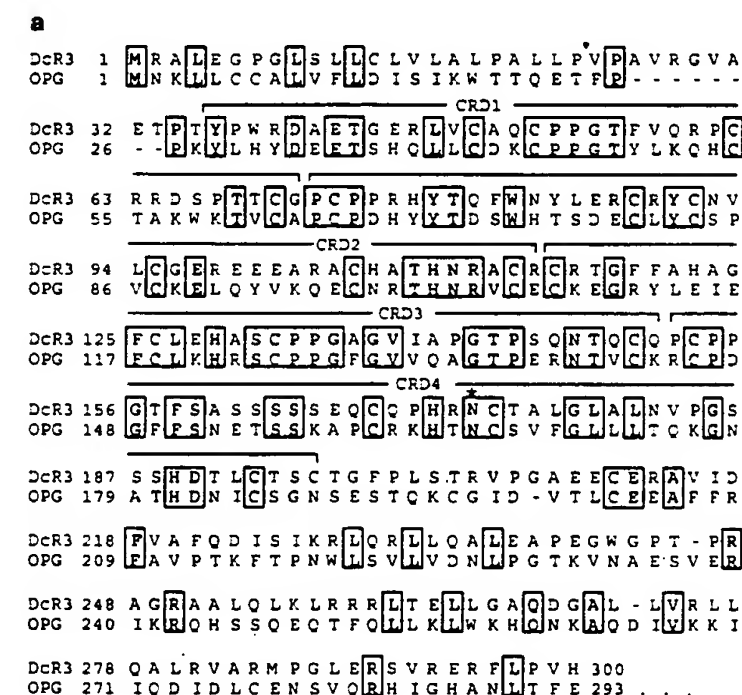 a
DcR3 1 M R A L E G P G L S L L C L V L A L P A L L P V P A V R G V A
OPG 1 M N K L L C C A L V F L D I S I K W T T Q E T F P - - - - - -
CRD1
DcR3 32 E T P T Y P W R D A E T G E R L V C A Q C P P G T F V Q R P C
OPG 26 - - P K Y L H Y D E E T S H Q L L C D K C P P G T Y L K Q H C
DcR3 63 R R D S P T T C G P C P P R H Y T Q F W N Y L E R C R Y C N V
OPG 55 T A K W K T V C A P C P D H Y Y T D S W H T S D E C L Y C S P
CRD2
DcR3 94 L C G E R E E E A R A C H A T H N R A C R C R T G F F A H A G
OPG 86 V C K E L Q Y V K Q E C N R T H N R V C E C K E G R Y L E I E
CRD3
DcR3 125 F C L E H A S C P P G A G V I A P G T P S Q N T Q C Q P C P P
OPG 117 F C L K H R S C P P G F G V V Q A G T P E R N T V C K R C P D
CRD4
DcR3 156 G T F S A S S S S S E Q C Q P H R N C T A L G L A L N V P G S
OPG 148 G F F S N E T S S K A P C R K H T N C S V F G L L L T Q K G N
DcR3 187 S S H D T L C T S C T G F P L S . T R V P G A E E C E R A V I D
OPG 179 A T H D N I C S G N S E S T Q K C G I D - V T L C E E A F F R
DcR3 218 F V A F Q D I S I K R L Q R L L Q A L E A P E G W G P T - P R
OPG 209 F A V P T K F T P N W L S V L V D N L P G T K V N A E S V E R
DcR3 248 A G R A A L Q L K L R R R L T E L L G A Q D G A L - L V R L L
OPG 240 I K R Q H S S Q E Q T F Q L L K L W K H Q N K A Q D I V K K I
DcR3 278 Q A L R V A R M P G L E R S V R E R F L P V H 300
OPG 271 I Q D I D L C E N S V Q R H I G H A N L T F E 293 . . .